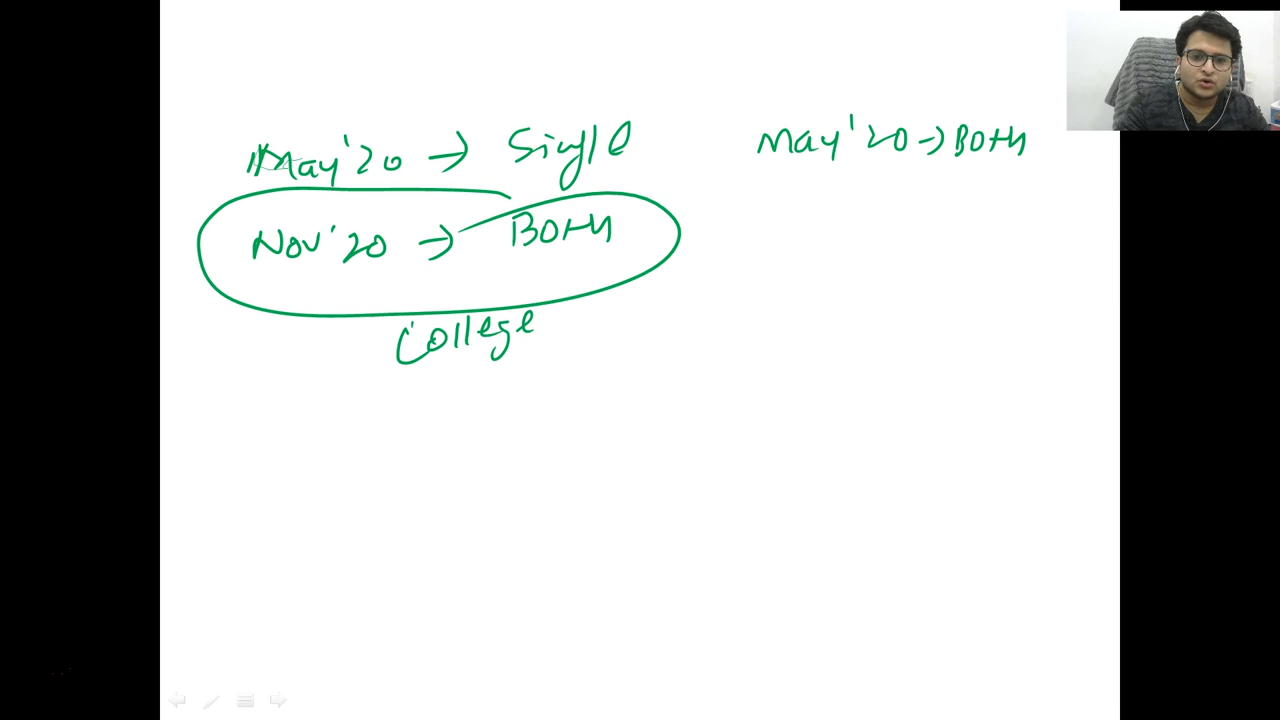 May'20 → Single
May'20 → Both
Nov'20 → Both
College